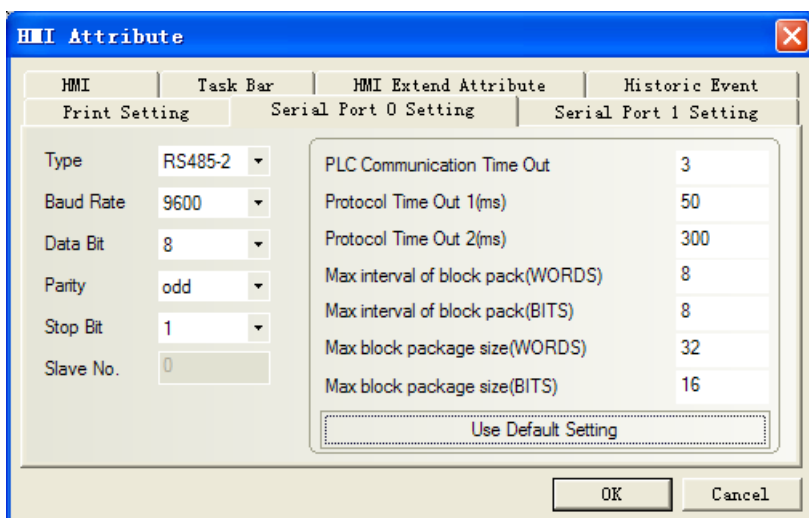 HMI Attribute
HMI
Task Bar
HMI Extend Attribute
Historic Event
Print Setting
Serial Port 0 Setting
Serial Port 1 Setting
Type RS485-2
Baud Rate 9600
Data Bit 8
Parity odd
Stop Bit 1
Slave No. 0
PLC Communication Time Out 3
Protocol Time Out 1(ms) 50
Protocol Time Out 2(ms) 300
Max interval of block pack(WORDS) 8
Max interval of block pack(BITS) 8
Max block package size(WORDS) 32
Max block package size(BITS) 16
Use Default Setting
OK
Cancel